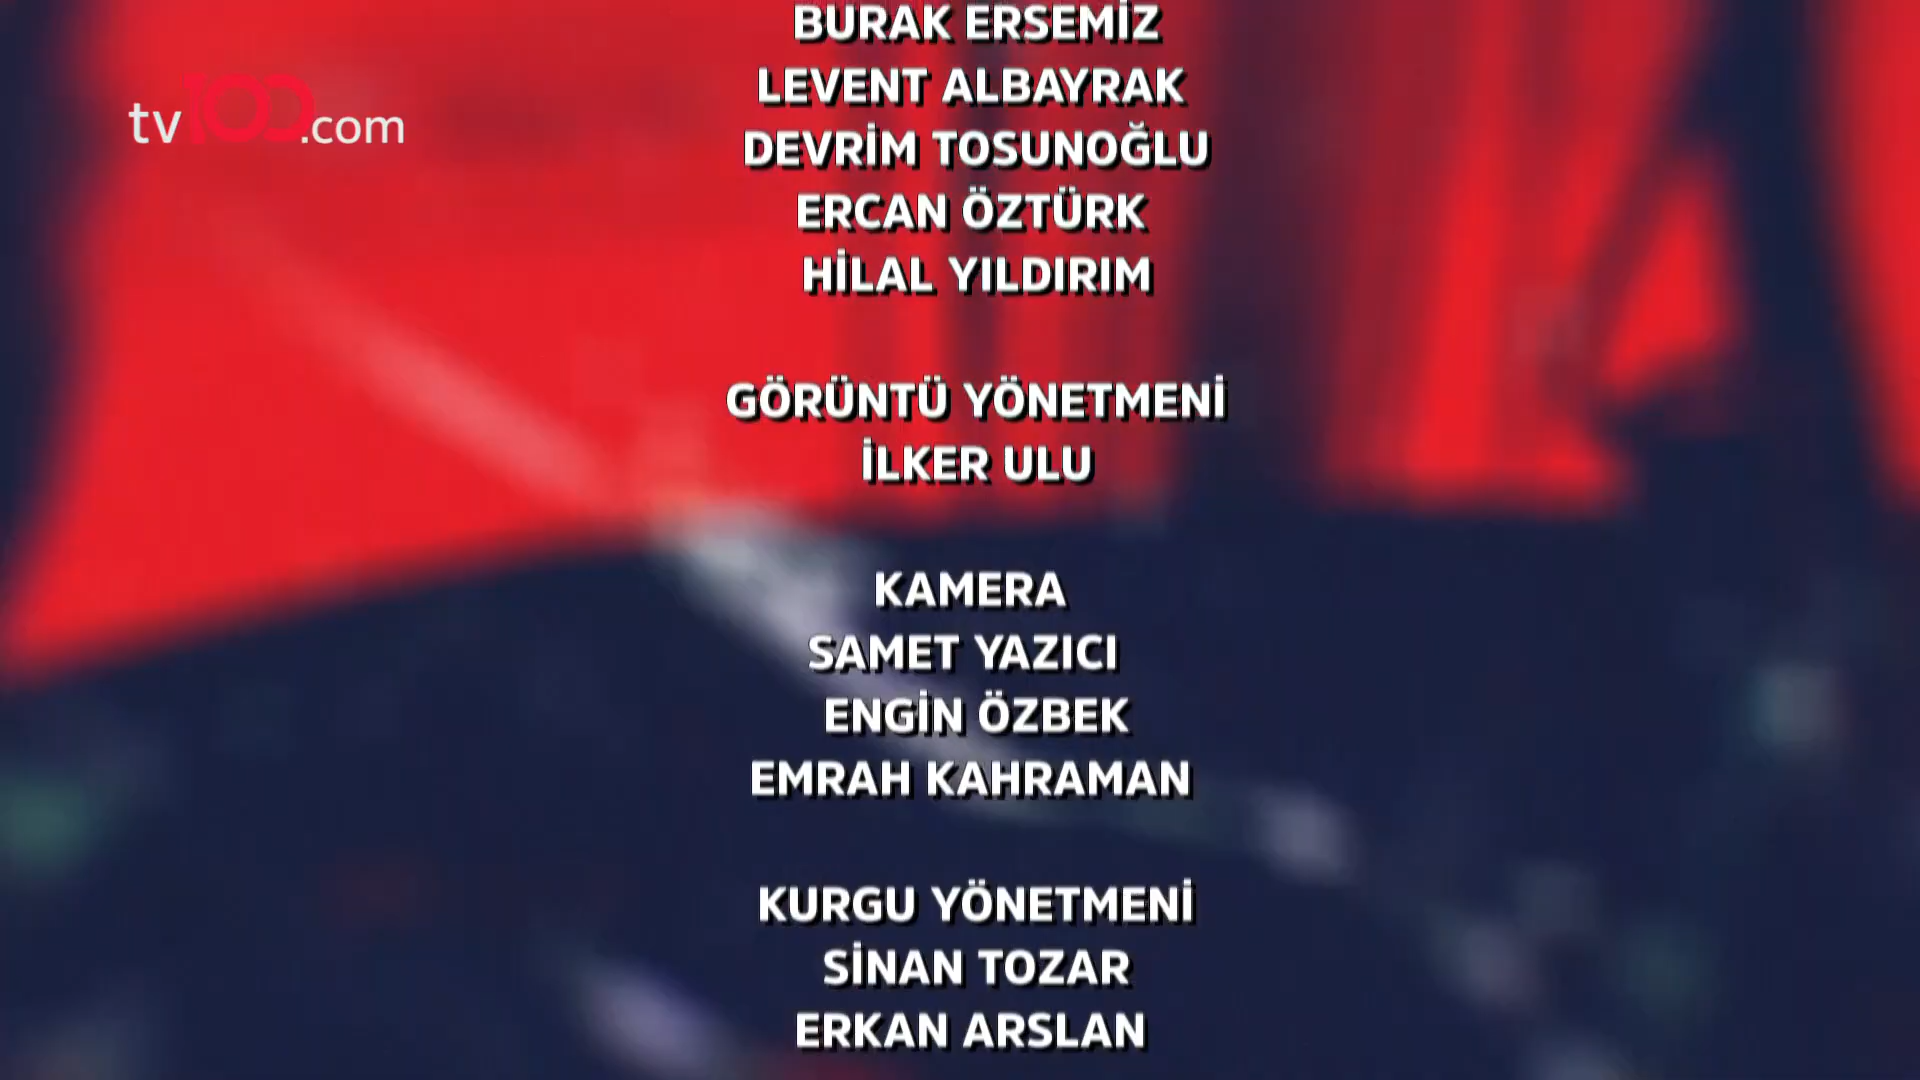 BURAK ERSEMİZ
LEVENT ALBAYRAK
tv100.com
DEVRİM TOSUNOĞLU
ERCAN ÖZTÜRK
HİLAL YILDIRIM
GÖRÜNTÜ YÖNETMENİ
İLKER ULU
KAMERA
SAMET YAZICI
ENGİN ÖZBEK
EMRAH KAHRAMAN
KURGU YÖNETMENİ
SİNAN TOZAR
ERKAN ARSLAN